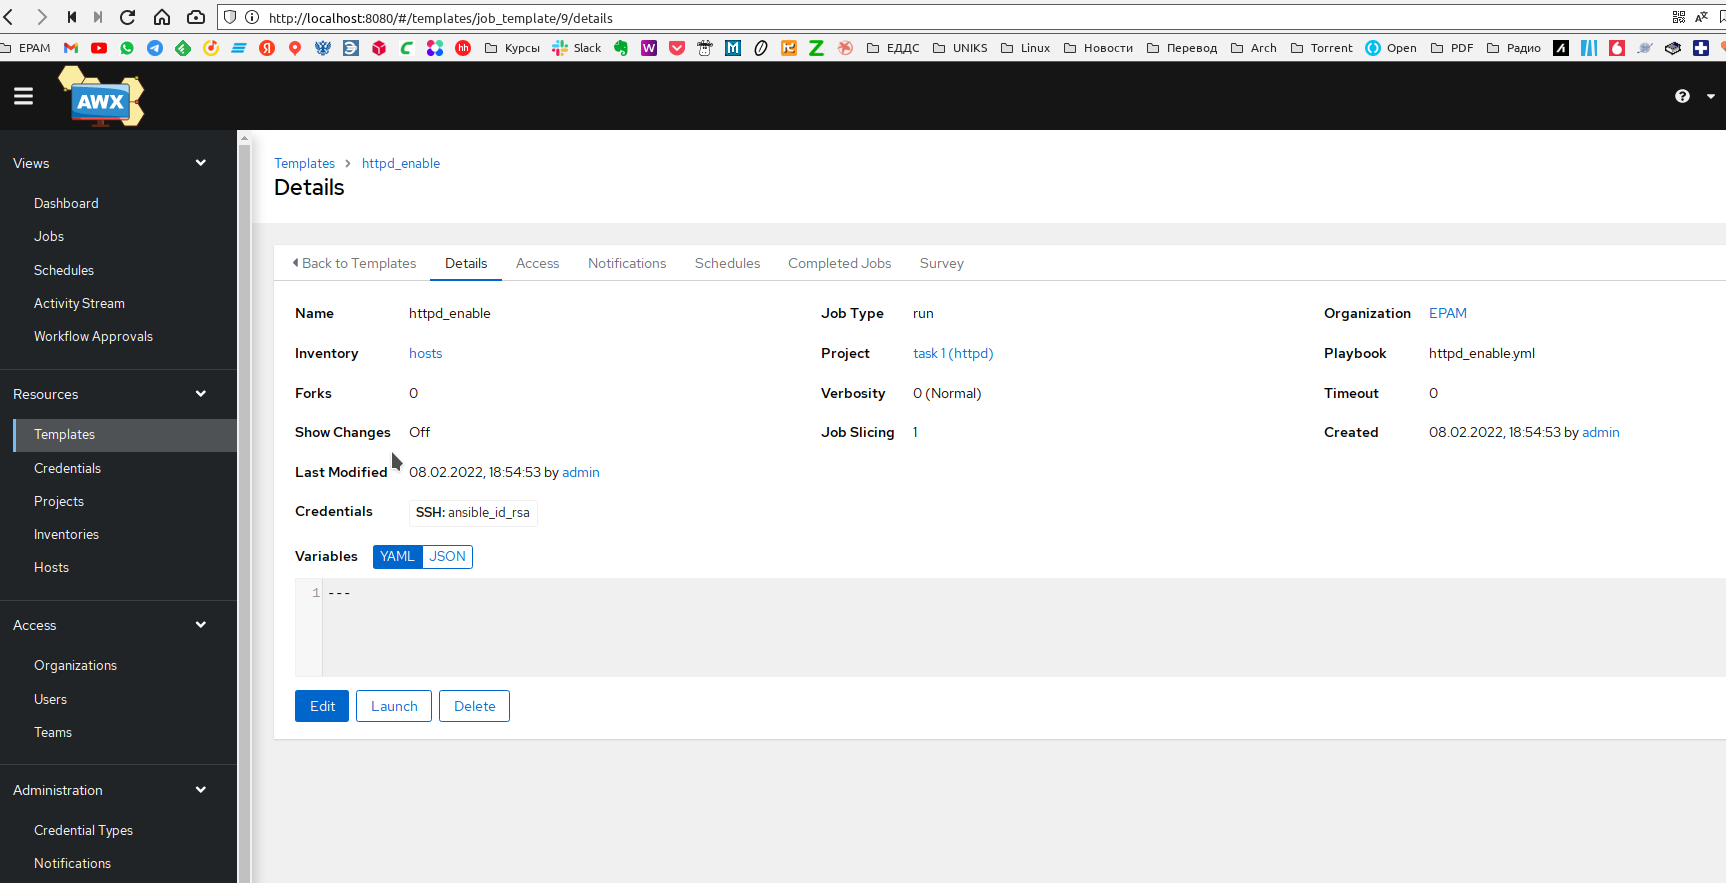 http://localhost:8080/#/templates/job_template/9/details
EPAM Курсы Slack ЕДДС UNIKS Linux Новости Перевод Arch Torrent Open PDF Радио
AWX
Views
Dashboard
Jobs
Schedules
Activity Stream
Workflow Approvals
Resources
Templates
Credentials
Projects
Inventories
Hosts
Access
Organizations
Users
Teams
Administration
Credential Types
Notifications
Templates > httpd_enable
Details
Back to Templates Details Access Notifications Schedules Completed Jobs Survey
Name httpd_enable Job Type run Organization EPAM
Inventory hosts Project task 1 (httpd) Playbook httpd_enable.yml
Forks 0 Verbosity 0 (Normal) Timeout 0
Show Changes Off Job Slicing 1 Created 08.02.2022, 18:54:53 by admin
Last Modified 08.02.2022, 18:54:53 by admin
Credentials SSH: ansible_id_rsa
Variables YAML JSON
1 ---
Edit Launch Delete